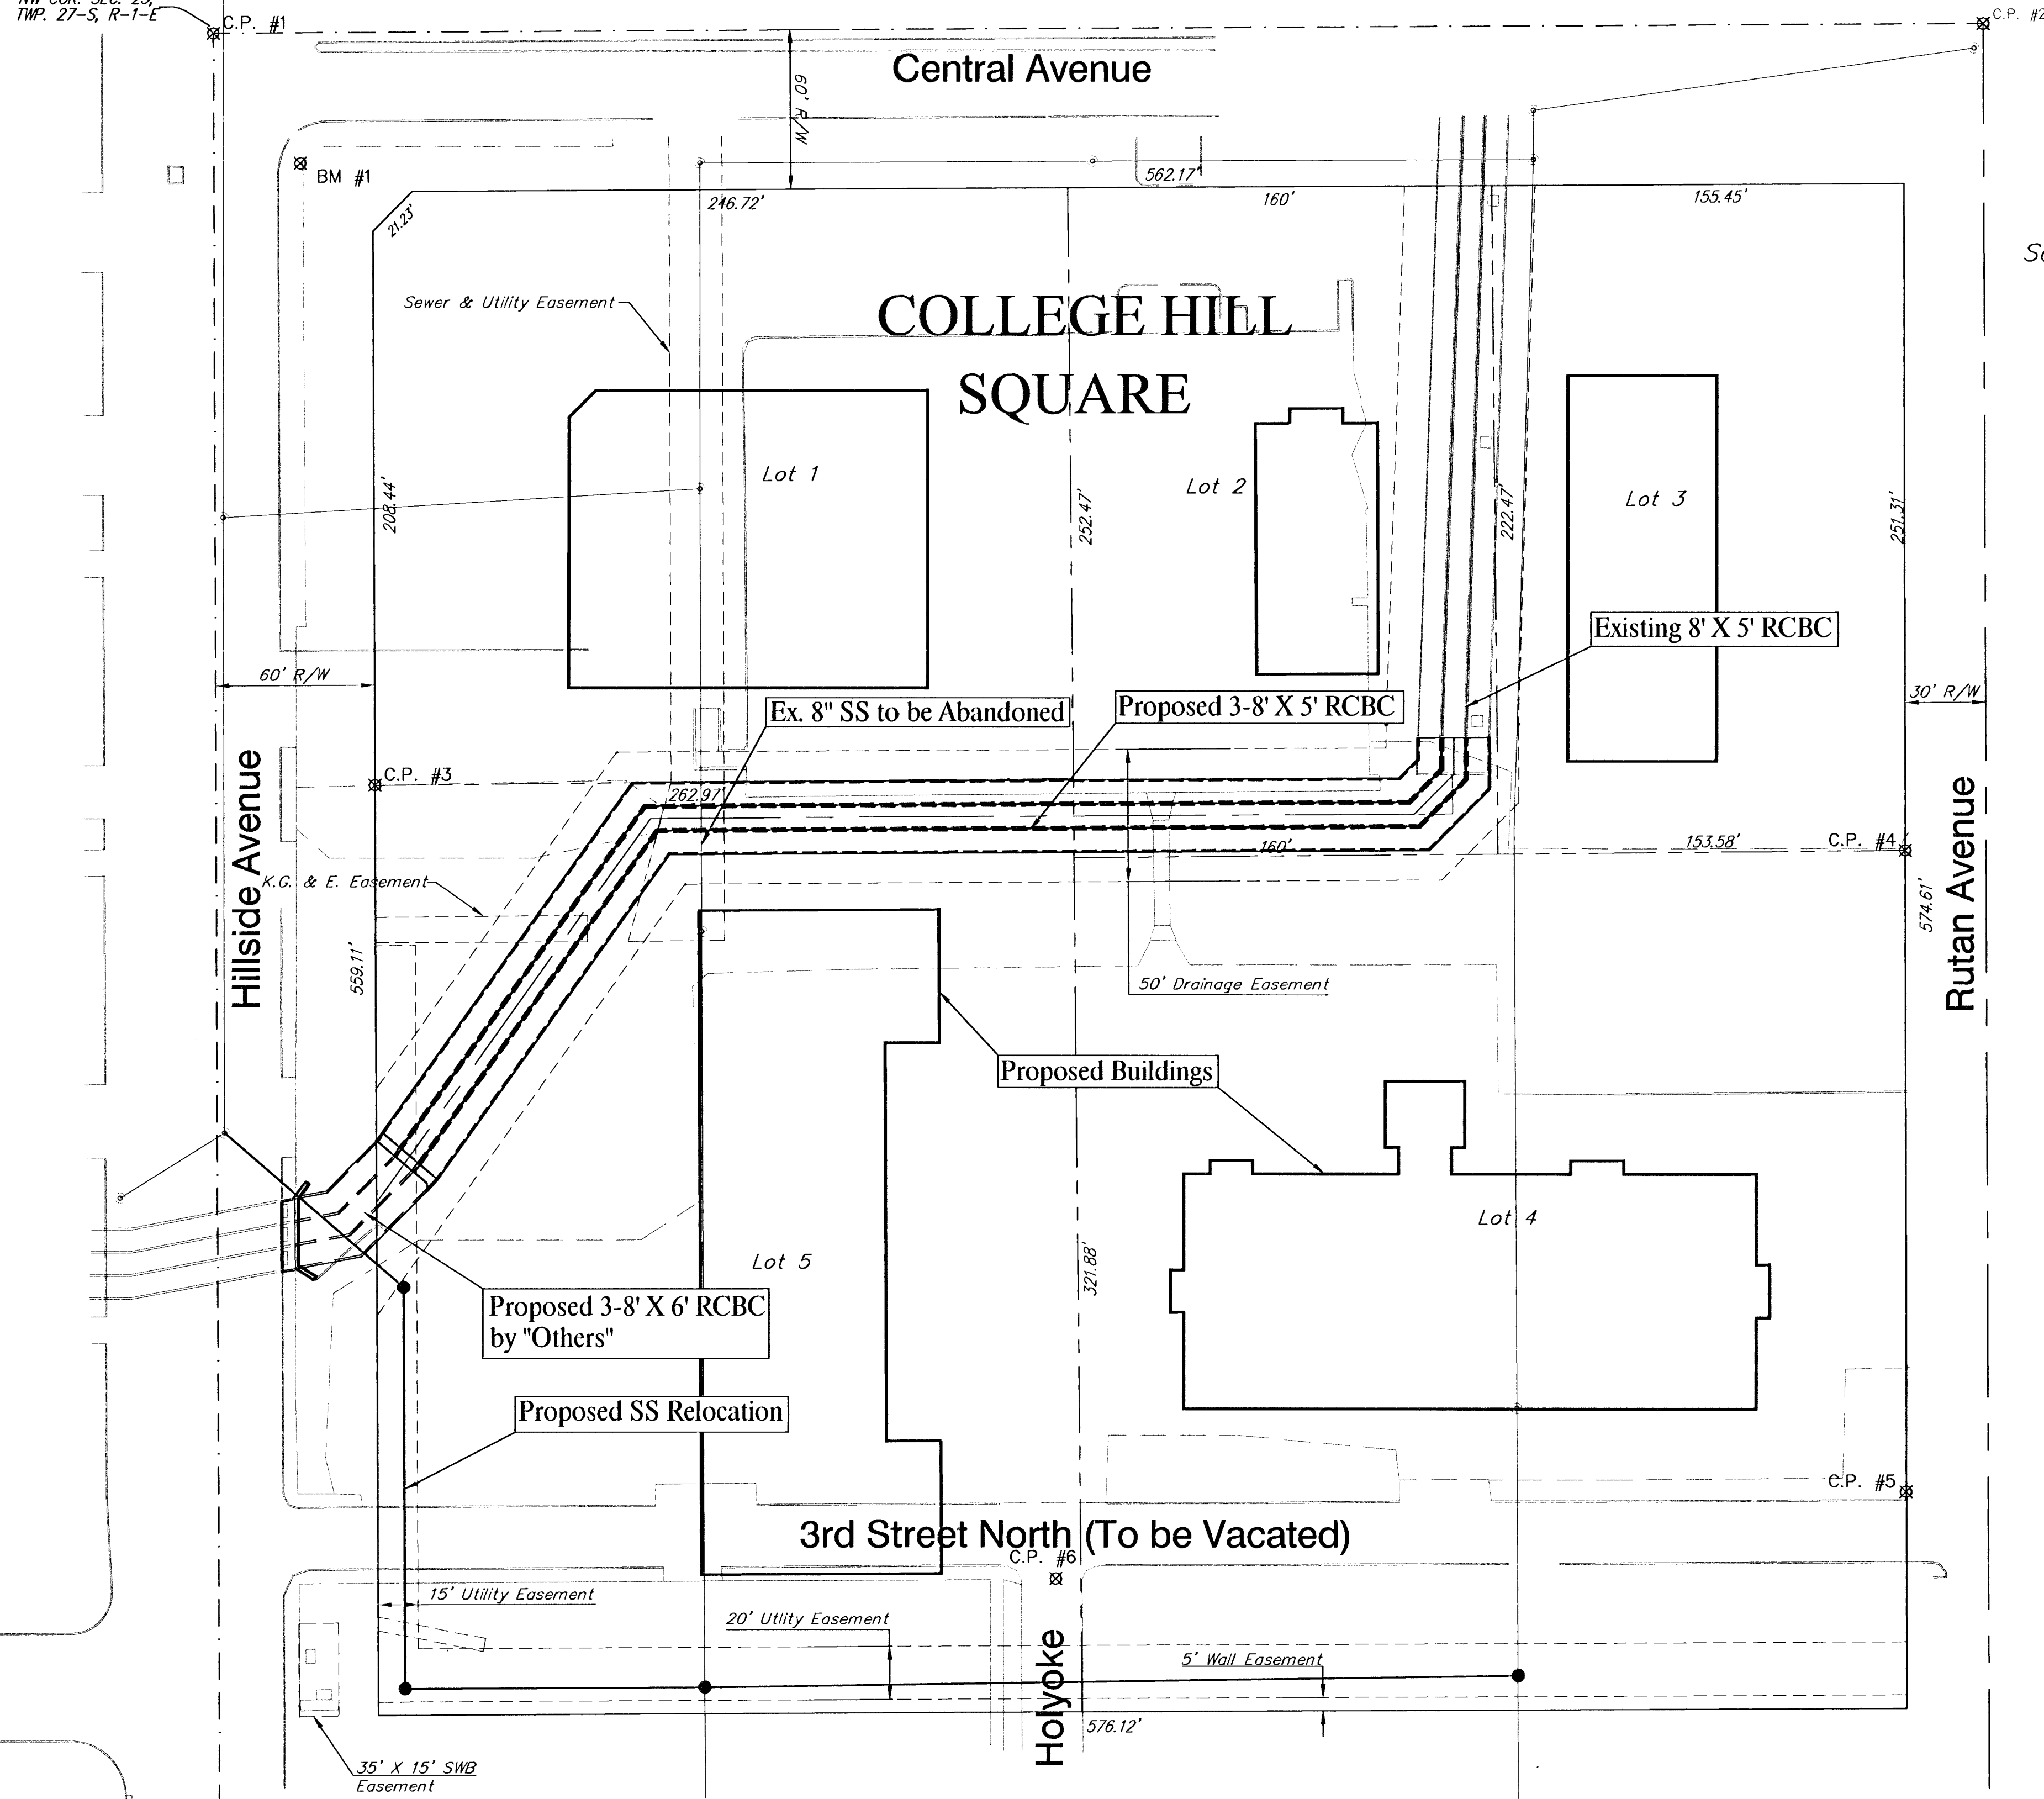 TWP. 27-S, R-1-E
C.P. #1
C.P. #2
Central Avenue
60' R/W
BM #1
562.17'
21.23'
246.72'
160'
155.45'
Sewer & Utility Easement
COLLEGE HILL
SQUARE
Lot 1
Lot 2
Lot 3
208.44'
252.47'
222.47'
251.31'
Existing 8' X 5' RCBC
60' R/W
30' R/W
Ex. 8" SS to be Abandoned
Proposed 3-8' X 5' RCBC
C.P. #3
262.97'
160'
153.58'
C.P. #4
Hillside Avenue
Rutan Avenue
K.G. & E. Easement
559.11'
574.61'
50' Drainage Easement
Proposed Buildings
Lot 4
Lot 5
321.88'
Proposed 3-8' X 6' RCBC
by "Others"
Proposed SS Relocation
C.P. #5
3rd Street North (To be Vacated)
C.P. #6
15' Utility Easement
20' Utlity Easement
5' Wall Easement
Holyoke
576.12'
35' X 15' SWB
Easement